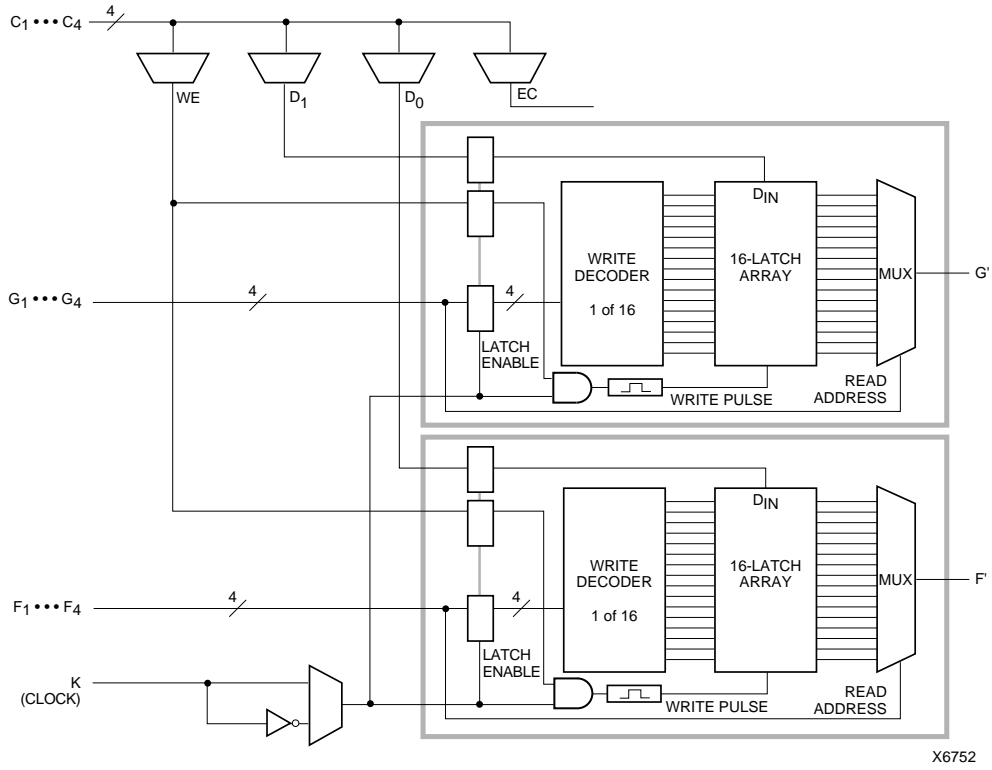 C1 ••• C4
4
WE
D1
D0
EC
DIN
WRITE
DECODER
1 of 16
16-LATCH
ARRAY
MUX
G'
G1 ••• G4
4
4
LATCH
ENABLE
WRITE PULSE
READ
ADDRESS
DIN
WRITE
DECODER
1 of 16
16-LATCH
ARRAY
MUX
F'
F1 ••• F4
4
4
LATCH
ENABLE
WRITE PULSE
READ
ADDRESS
K
(CLOCK)
X6752